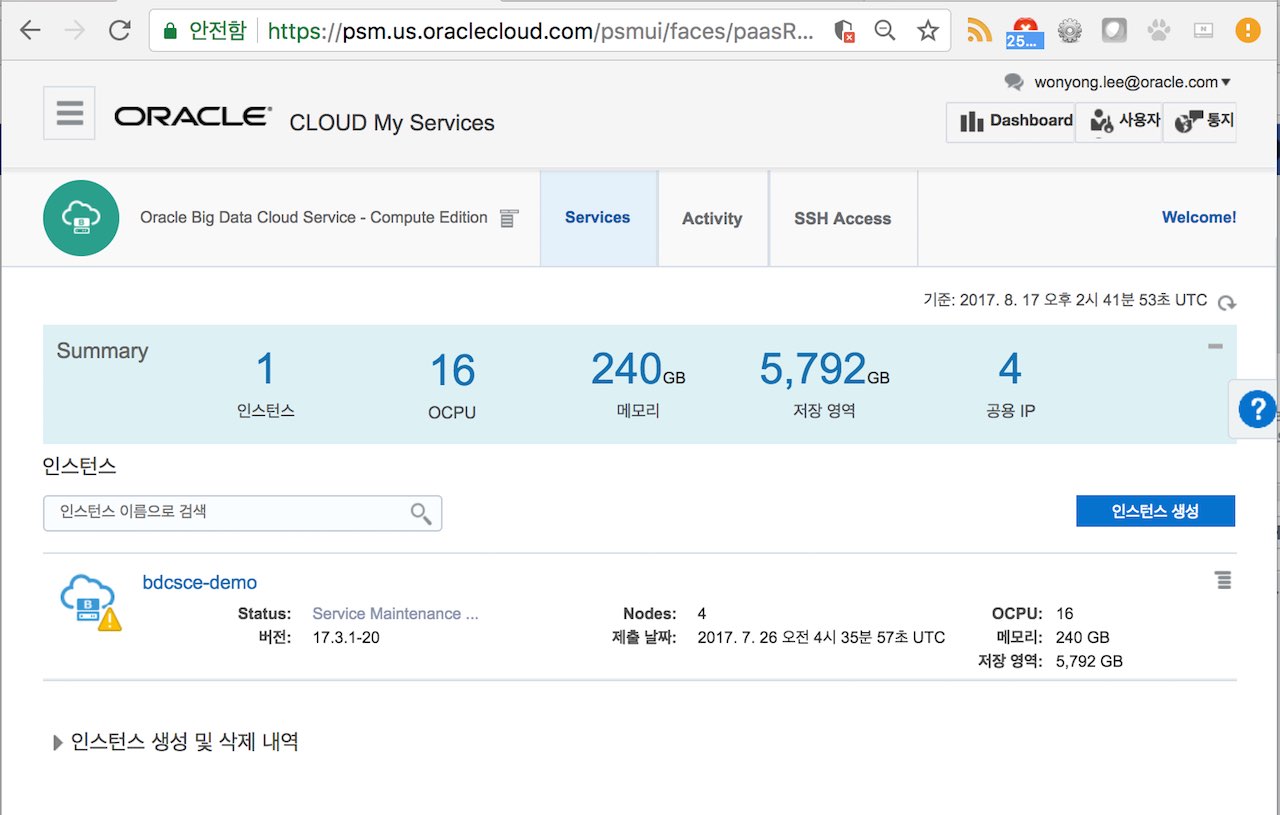 안전함 https://psm.us.oraclecloud.com/psmui/faces/paasR...
25...
wonyong.lee@oracle.com
ORACLE CLOUD My Services
Dashboard 사용자 통지
Oracle Big Data Cloud Service - Compute Edition
Services Activity SSH Access Welcome!
기준: 2017. 8. 17 오후 2시 41분 53초 UTC
Summary
1 16 240 GB 5,792 GB 4
인스턴스 OCPU 메모리 저장 영역 공용 IP
?
인스턴스
인스턴스 이름으로 검색
인스턴스 생성
bdcsce-demo
B
Status: Service Maintenance ... Nodes: 4 OCPU: 16
버전: 17.3.1-20 제출 날짜: 2017. 7. 26 오전 4시 35분 57초 UTC 메모리: 240 GB
저장 영역: 5,792 GB
인스턴스 생성 및 삭제 내역